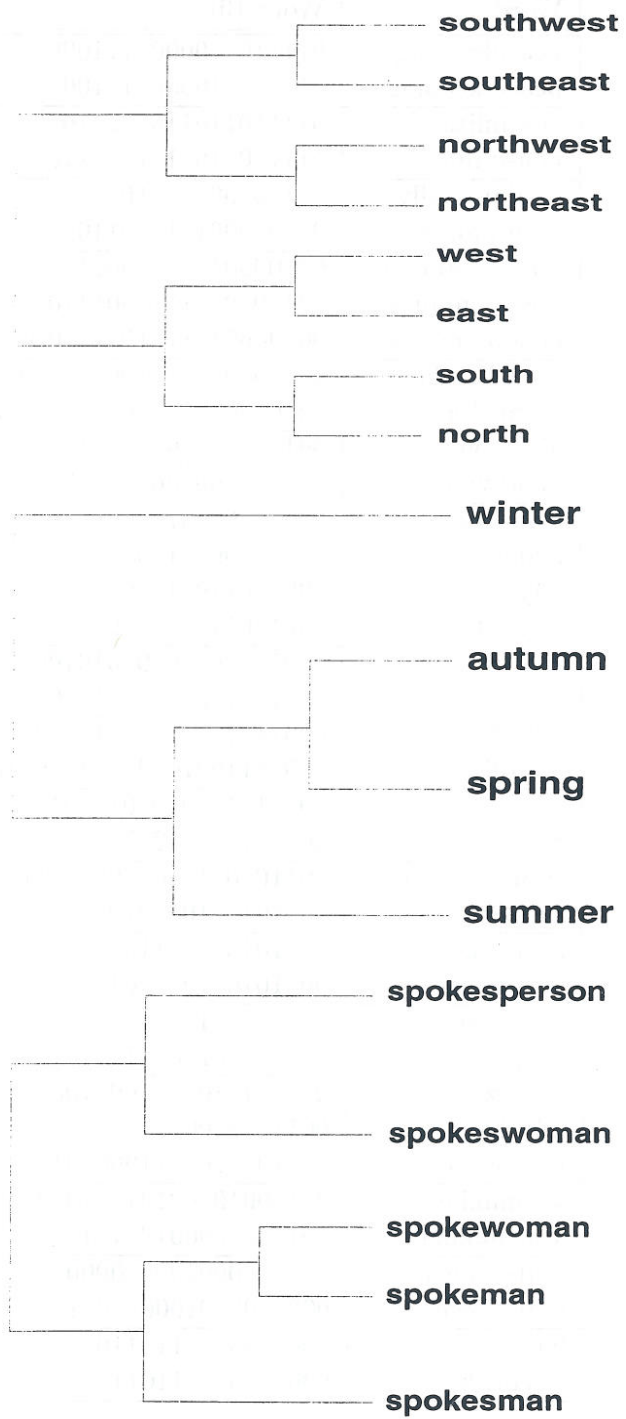 southwest
southeast
northwest
northeast
west
east
south
north
winter
autumn
spring
summer
spokesperson
spokeswoman
spokewoman
spokeman
spokesman